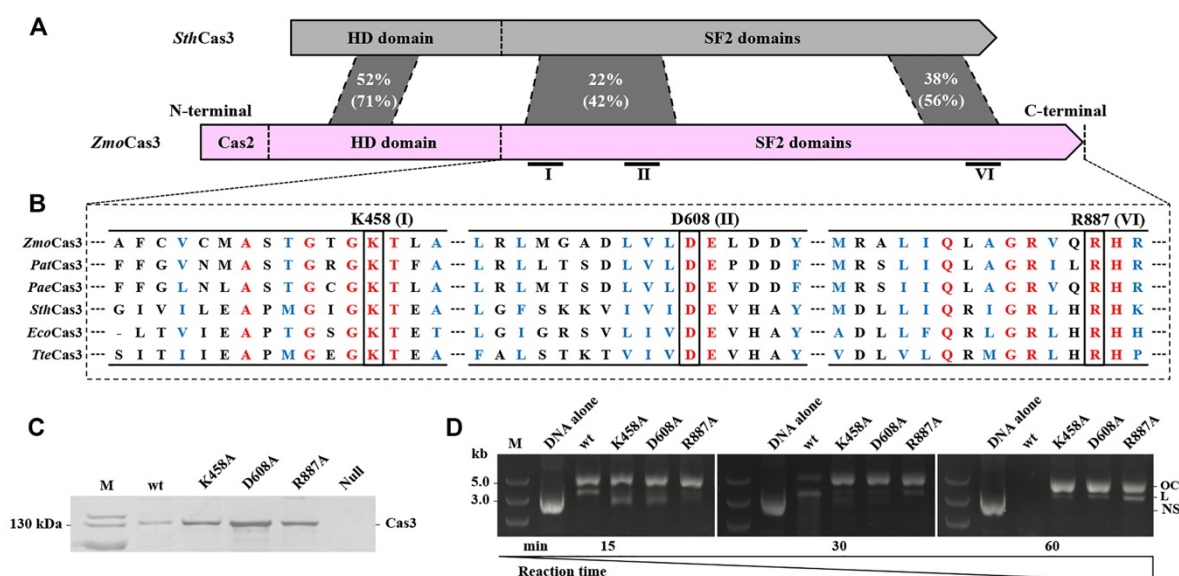 A
SthCas3
HD domain
SF2 domains
52%
(71%)
22%
(42%)
38%
(56%)
N-terminal
C-terminal
ZmoCas3
Cas2
HD domain
SF2 domains
I
II
VI
B
K458 (I)
D608 (II)
R887 (VI)
ZmoCas3 --- A F C V C M A S T G T G K T L A --- L R L M G A D L V L D E L D D Y --- M R A L I Q L A G R V Q R H R ---
PatCas3 --- F F G V N M A S T G R G K T F A --- L R L L T S D L V L D E P D D F --- M R S L I Q L A G R I L R H R ---
PaeCas3 --- F F G L N L A S T G C G K T L A --- L R L M T S D L V L D E V D D F --- M R S L I Q L A G R V Q R H R ---
SthCas3 --- G I V I L E A P M G I G K T E A --- L G F S K K V I V I D E V H A Y --- M D I L L Q R I G R L H R H K ---
EcoCas3 --- - L T V I E A P T G S G K T E T --- L G I G R S V L I V D E V H A Y --- A D L L F Q R L G R L H R H R ---
TteCas3 --- S I T I I E A P M G E G K T E A --- F A L S T K T V I V D E V H A Y --- V D L V L Q R M G R L H R H P ---
C
M
wt
K458A
D608A
R887A
Null
130 kDa
Cas3
D
kb
M
DNA alone
wt
K458A
D608A
R887A
DNA alone
wt
K458A
D608A
R887A
DNA alone
wt
K458A
D608A
R887A
5.0
3.0
OC
L
NS
min
15
30
60
Reaction time